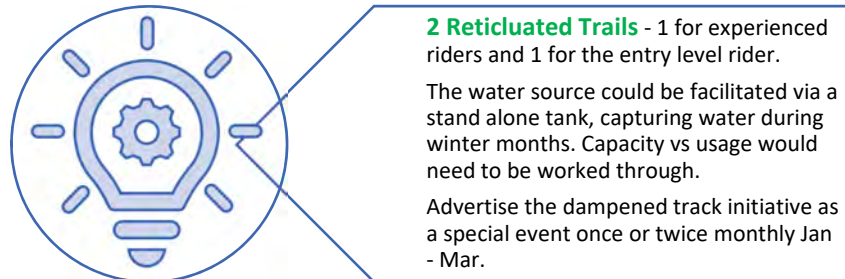 2 Reticluated Trails - 1 for experienced
riders and 1 for the entry level rider.
The water source could be facilitated via a
stand alone tank, capturing water during
winter months. Capacity vs usage would
need to be worked through.
Advertise the dampened track initiative as
a special event once or twice monthly Jan
- Mar.